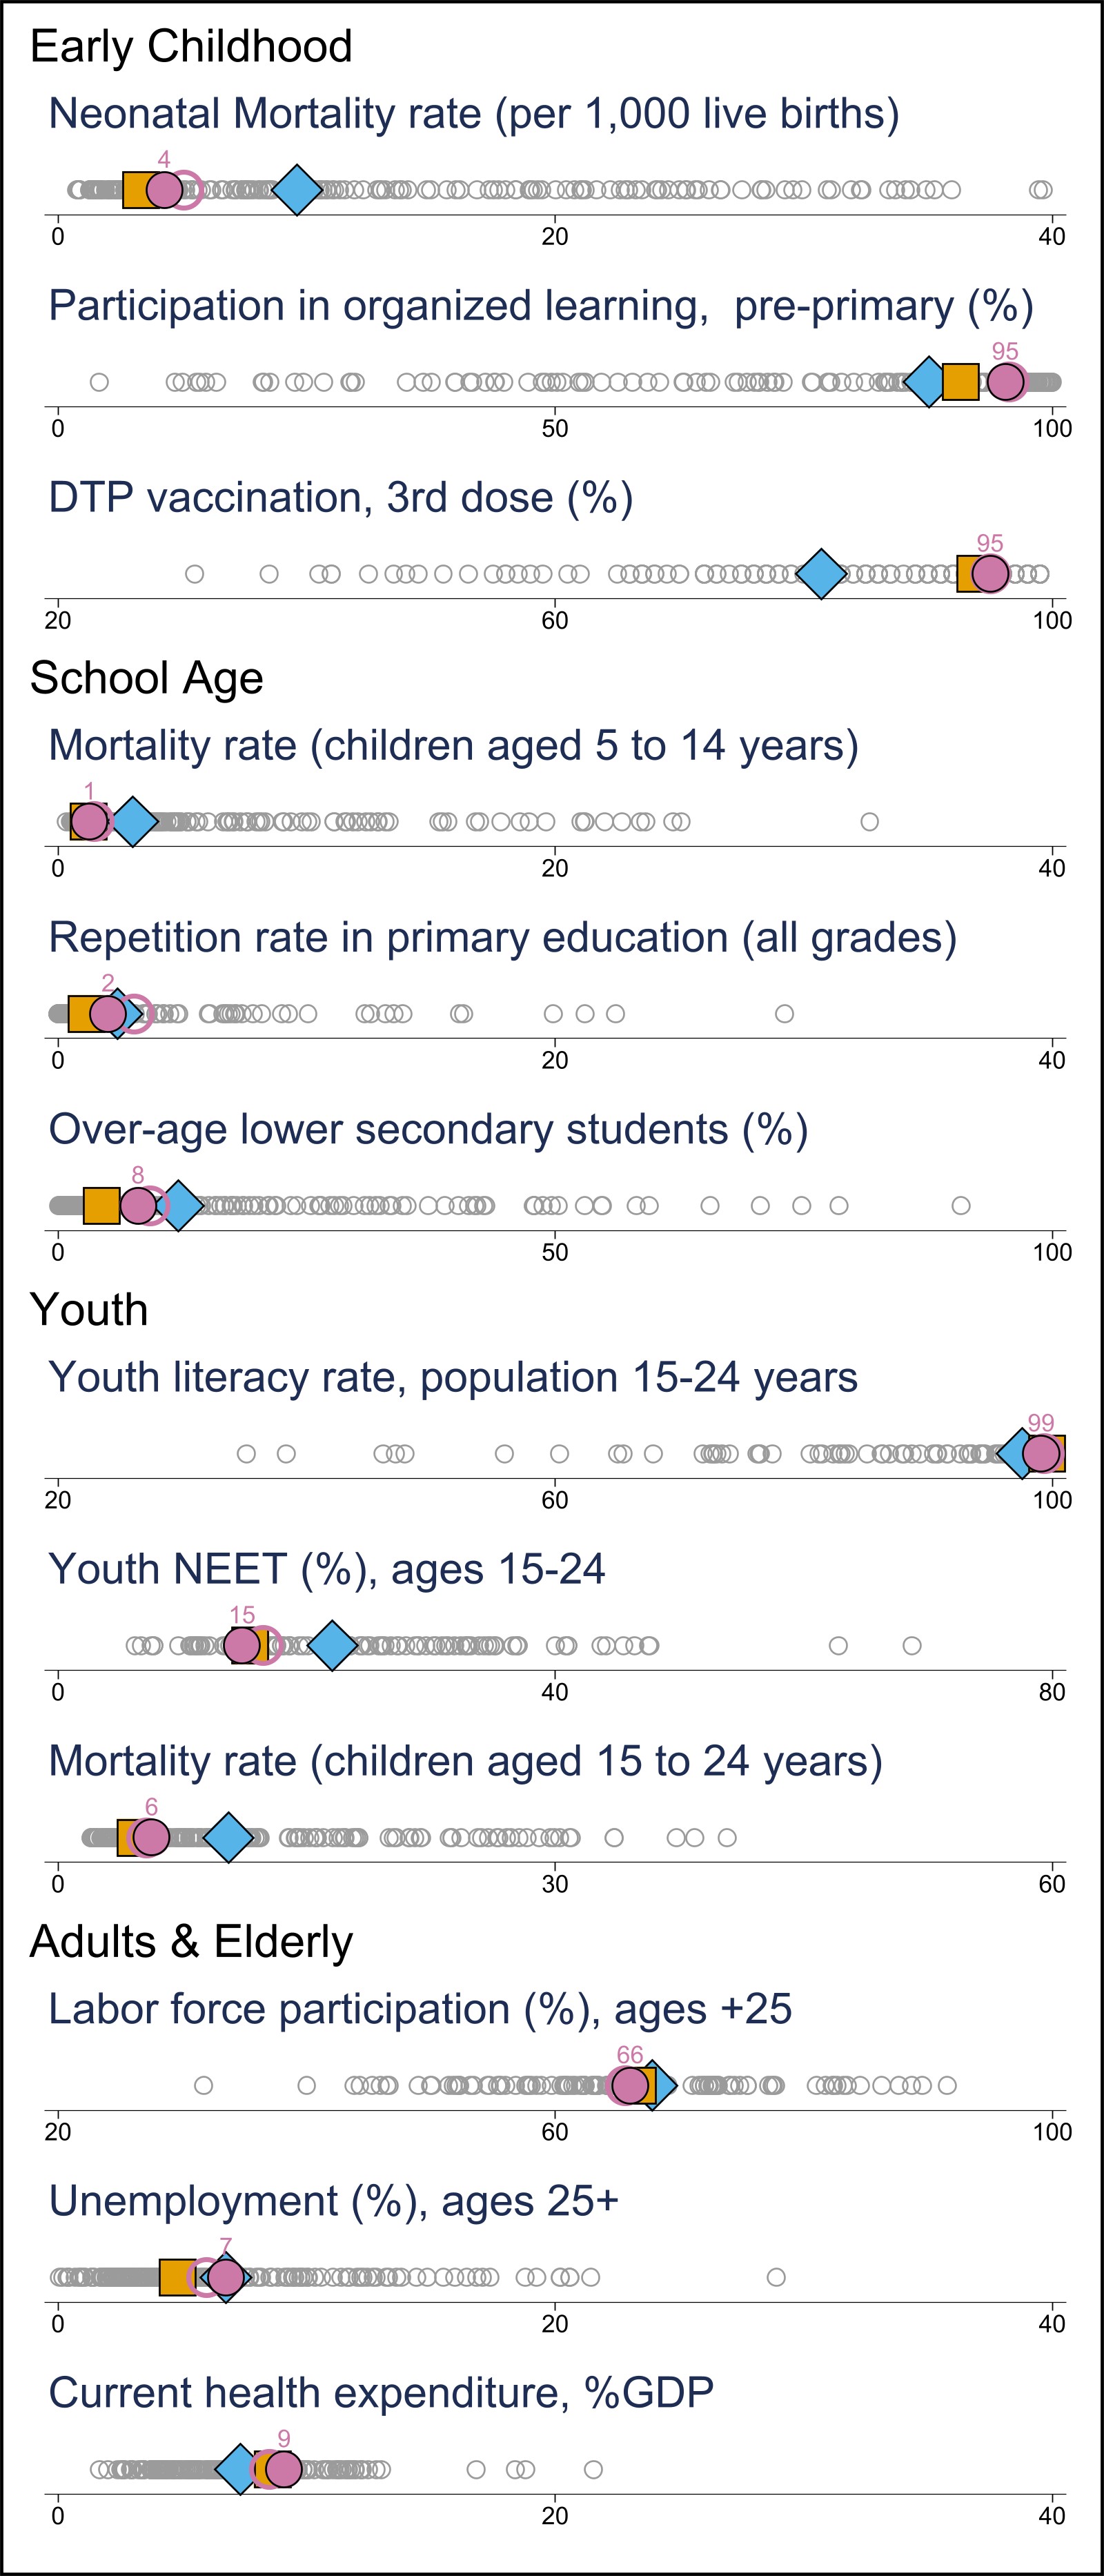 Early Childhood
Neonatal Mortality rate (per 1,000 live births)
4
0 20 40
Participation in organized learning,  pre-primary (%)
95
0 50 100
DTP vaccination, 3rd dose (%)
95
20 60 100
School Age
Mortality rate (children aged 5 to 14 years)
1
0 20 40
Repetition rate in primary education (all grades)
2
0 20 40
Over-age lower secondary students (%)
8
0 50 100
Youth
Youth literacy rate, population 15-24 years
99
20 60 100
Youth NEET (%), ages 15-24
15
0 40 80
Mortality rate (children aged 15 to 24 years)
6
0 30 60
Adults & Elderly
Labor force participation (%), ages +25
66
20 60 100
Unemployment (%), ages 25+
7
0 20 40
Current health expenditure, %GDP
9
0 20 40